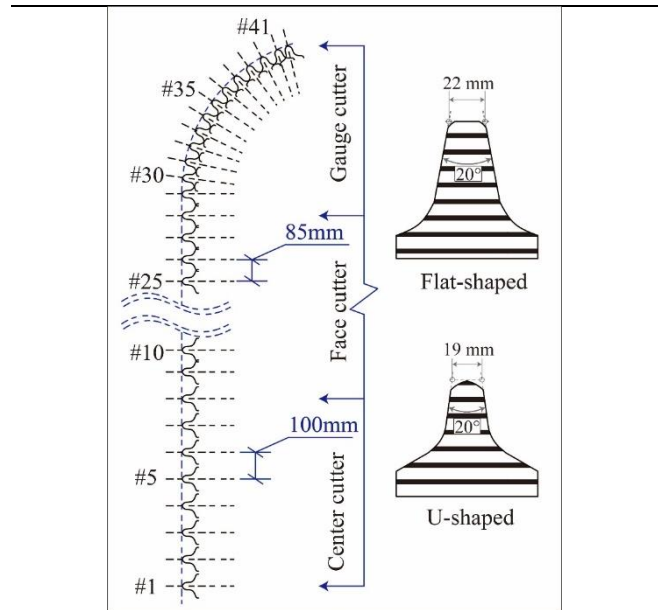 #41
#35
#30
#25
#10
#5
#1
85mm
100mm
Gauge cutter
Face cutter
Center cutter
22 mm
20°
Flat-shaped
19 mm
20°
U-shaped